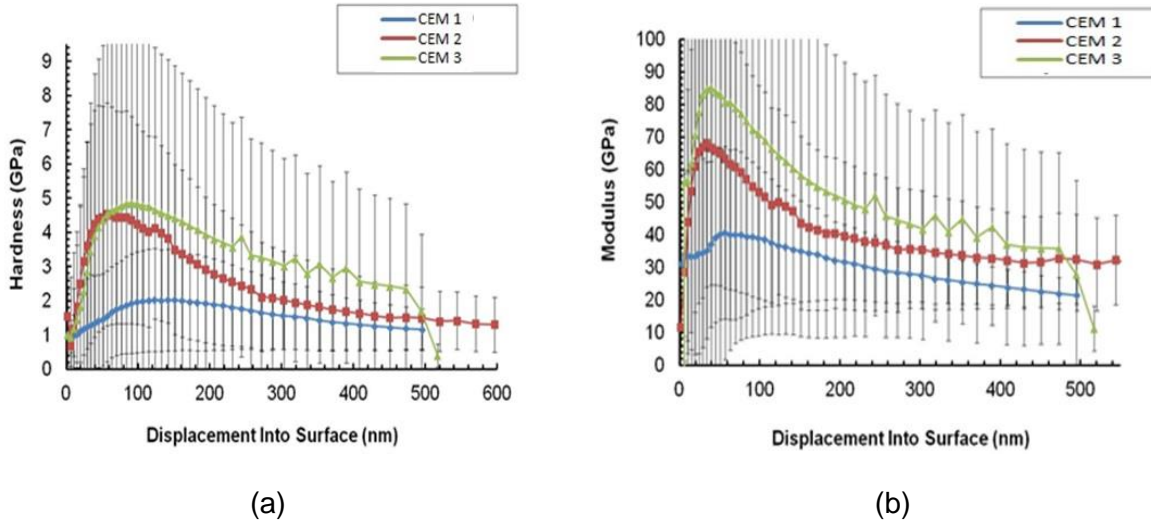 CEM 1
CEM 2
CEM 3
9
8
7
6
5
4
3
2
1
0
Hardness (GPa)
0 100 200 300 400 500 600
Displacement Into Surface (nm)
(a)
CEM 1
CEM 2
CEM 3
100
90
80
70
60
50
40
30
20
10
0
Modulus (GPa)
0 100 200 300 400 500
Displacement Into Surface (nm)
(b)